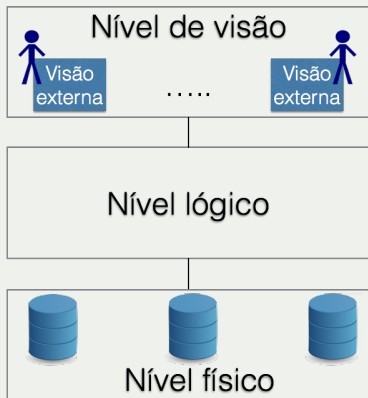 Nível de visão
Visão
externa
.....
Visão
externa
Nível lógico
Nível físico